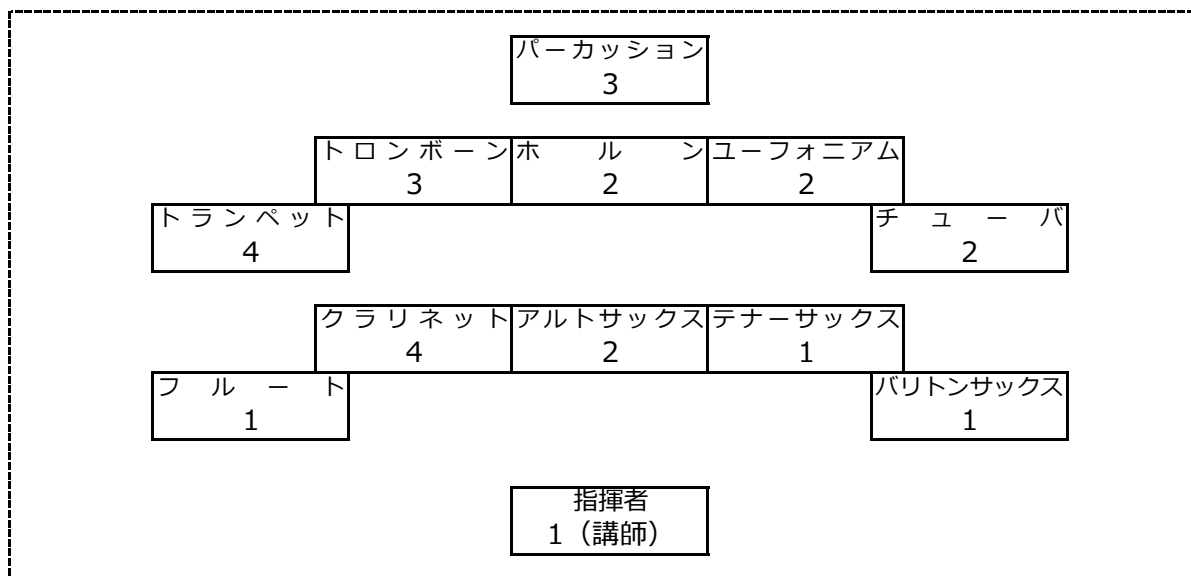 パーカッション
3
トロンボーン ホルン ユーフォニアム
3 2 2
トランペット チューバ
4 2
クラリネット アルトサックス テナーサックス
4 2 1
フルート バリトンサックス
1 1
指揮者
1（講師）